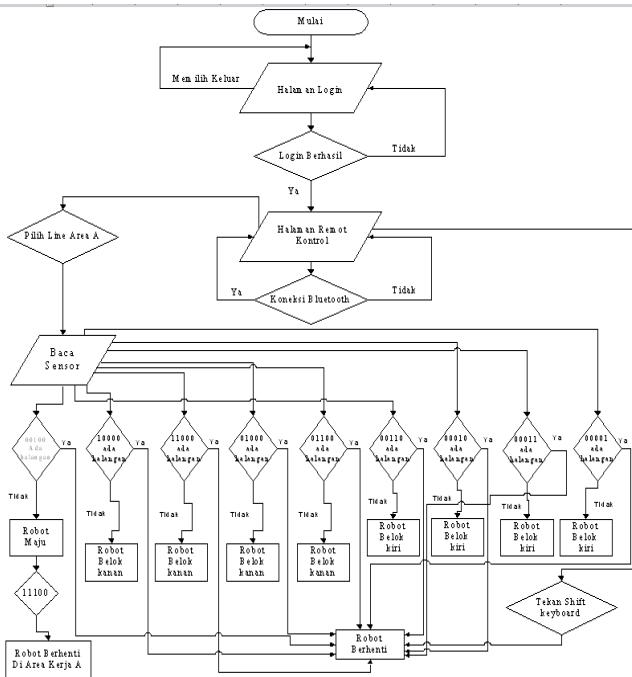 Mulai
Memilih Keluar
Halaman Login
Login Berhasil
Tidak
Ya
Pilih Line Area A
Halaman Remot
Kontrol
Ya
Koneksi Bluetooth
Tidak
Baca
Sensor
00100
Ada
halangan
Ya
10000
ada
halangan
Ya
11000
ada
halangan
Ya
01000
ada
halangan
Ya
01100
ada
halangan
Ya
00110
ada
halangan
Ya
00010
ada
halangan
Ya
00011
ada
halangan
Ya
00001
ada
halangan
Ya
Tidak
Tidak
Tidak
Tidak
Tidak
Tidak
Tidak
Tidak
Tidak
Robot
Maju
Robot
Belok
kanan
Robot
Belok
kanan
Robot
Belok
kanan
Robot
Belok
kanan
Robot
Belok
kiri
Robot
Belok
kiri
Robot
Belok
kiri
Robot
Belok
kiri
11100
Tekan Shift
keyboard
Robot Berhenti
Di Area Kerja A
Robot
Berhenti